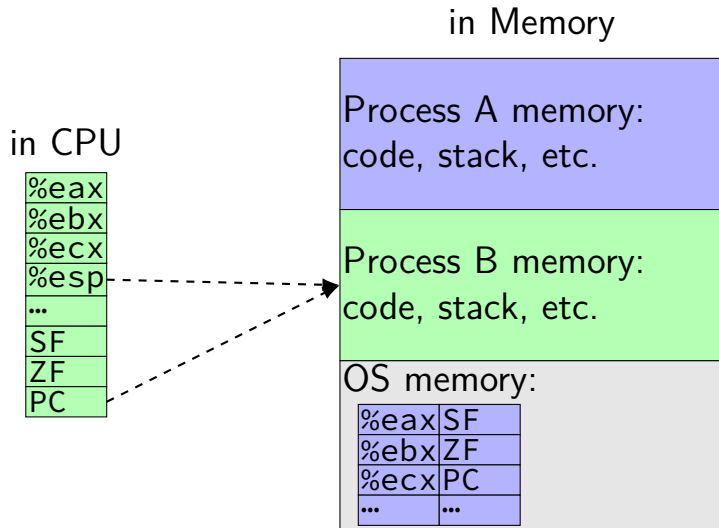 in Memory
Process A memory:
code, stack, etc.
in CPU
%eax
%ebx
%ecx
%esp
…
SF
ZF
PC
Process B memory:
code, stack, etc.
OS memory:
%eax SF
%ebx ZF
%ecx PC
… …